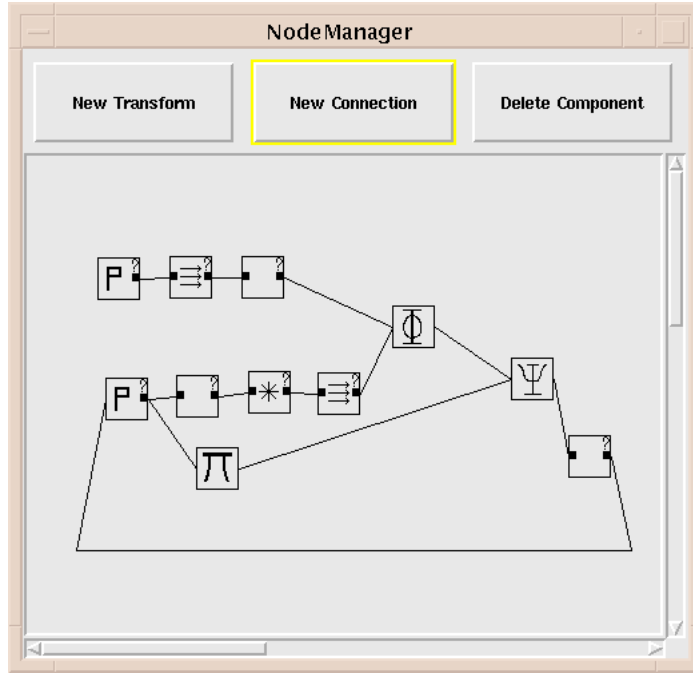 NodeManager
New Transform New Connection Delete Component
? ? 
P
Φ
? ? ? ?
P * Ψ
?
π